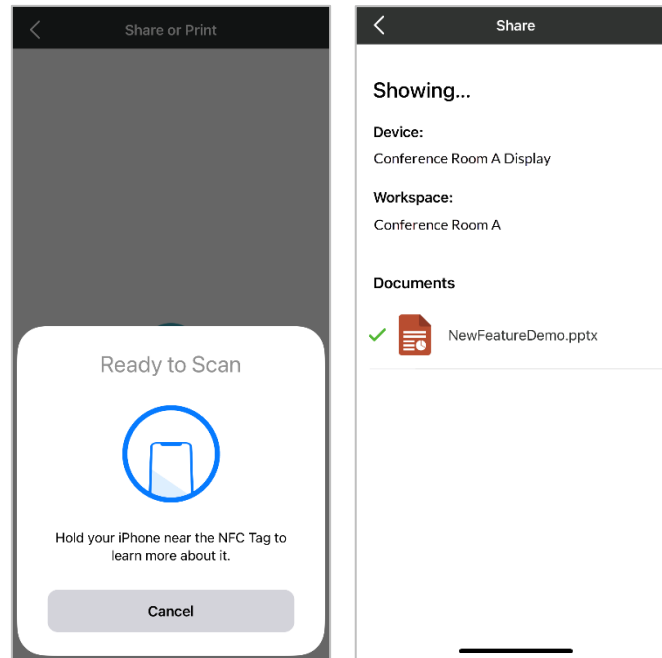 Share or Print
Ready to Scan
Hold your iPhone near the NFC Tag to
learn more about it.
Cancel
Share
Showing...
Device:
Conference Room A Display
Workspace:
Conference Room A
Documents
NewFeatureDemo.pptx